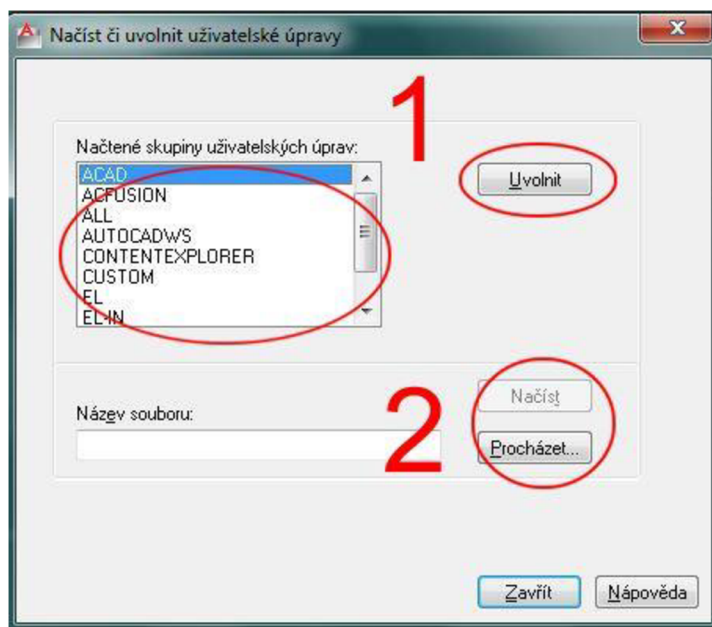 Načíst či uvolnit uživatelské úpravy
1
Načtené skupiny uživatelských úprav:
ACAD
ACFUSION
ALL
AUTOCADWS
CONTENTEXPLORER
CUSTOM
EL
EL-IN
Uvolnit
2
Název souboru:
Načíst
Procházet...
Zavřít
Nápověda